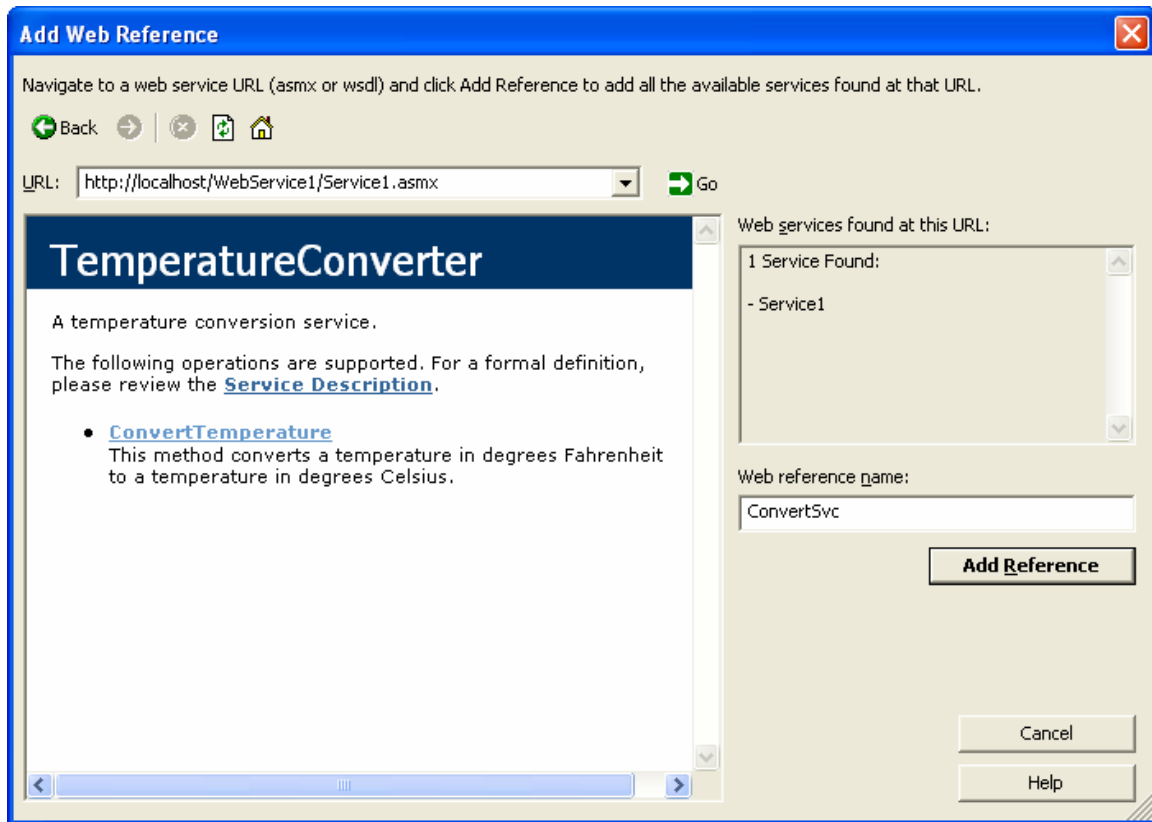 Add Web Reference
Navigate to a web service URL (asmx or wsdl) and click Add Reference to add all the available services found at that URL.
Back
URL: http://localhost/WebService1/Service1.asmx Go
TemperatureConverter
A temperature conversion service.
The following operations are supported. For a formal definition,
please review the Service Description.
• ConvertTemperature
This method converts a temperature in degrees Fahrenheit
to a temperature in degrees Celsius.
Web services found at this URL:
1 Service Found:
- Service1
Web reference name:
ConvertSvc
Add Reference
Cancel
Help